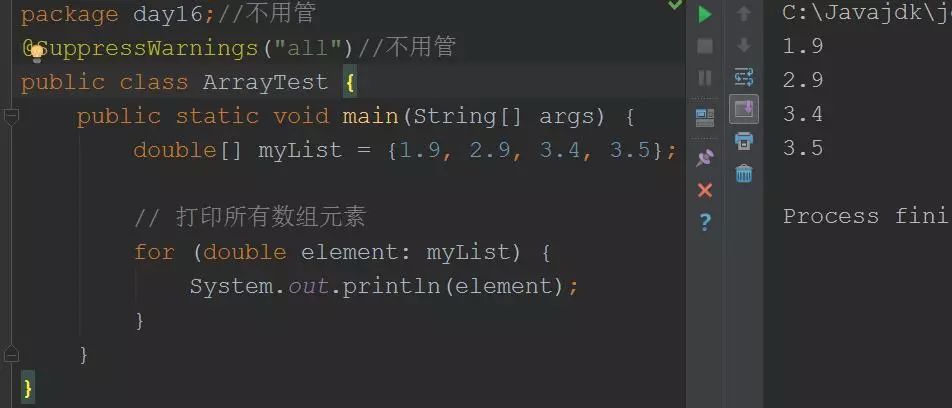 package day16;//不用管
@SuppressWarnings("all")//不用管
public class ArrayTest {
public static void main(String[] args) {
double[] myList = {1.9, 2.9, 3.4, 3.5};
// 打印所有数组元素
for (double element: myList) {
System.out.println(element);
}
}
}
C:\Javajdk\j
1.9
2.9
3.4
3.5
Process fini